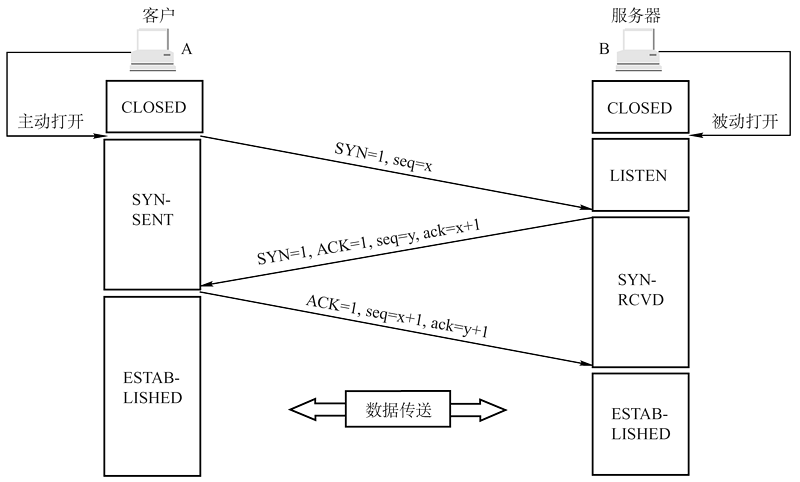 客户
服务器
A
B
CLOSED
CLOSED
主动打开
被动打开
SYN=1, seq=x
SYN-
SENT
LISTEN
SYN=1, ACK=1, seq=y, ack=x+1
SYN-
RCVD
ACK=1, seq=x+1, ack=y+1
ESTAB-
LISHED
数据传送
ESTAB-
LISHED